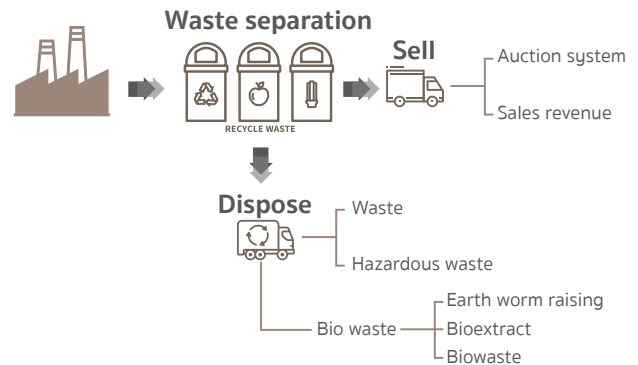 Waste separation
Sell
Auction system
Sales revenue
RECYCLE WASTE
Dispose
Waste
Hazardous waste
Earth worm raising
Bio waste
Bioextract
Biowaste